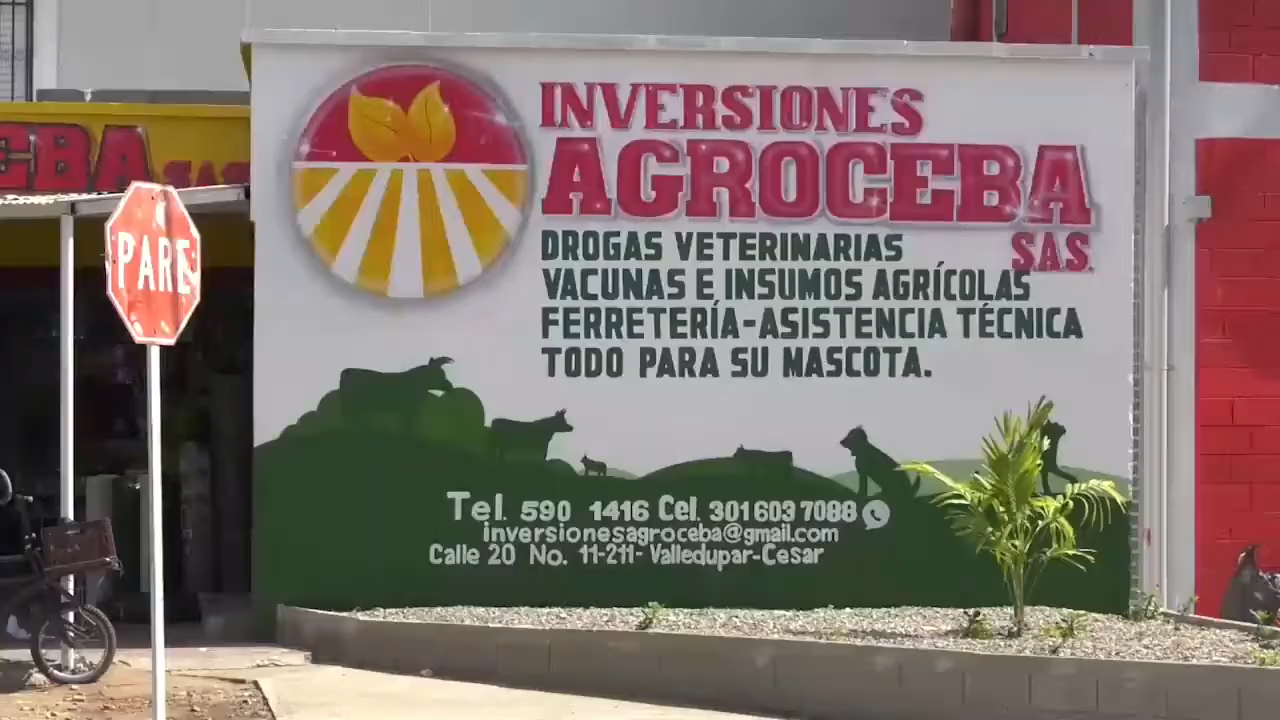 INVERSIONES
AGROCEBA
S.A.S.
DROGAS VETERINARIAS
VACUNAS E INSUMOS AGRÍCOLAS
FERRETERÍA-ASISTENCIA TÉCNICA
TODO PARA SU MASCOTA.
Tel. 590 1416 Cel. 301 603 7088
inversionesagroceba@gmail.com
Calle 20 No. 11-211- Valledupar-Cesar
EBA SAS
PARE